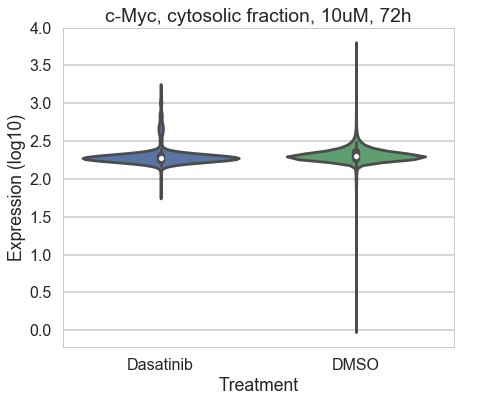 c-Myc, cytosolic fraction, 10uM, 72h
Expression (log10)
4.0
3.5
3.0
2.5
2.0
1.5
1.0
0.5
0.0
Dasatinib
DMSO
Treatment